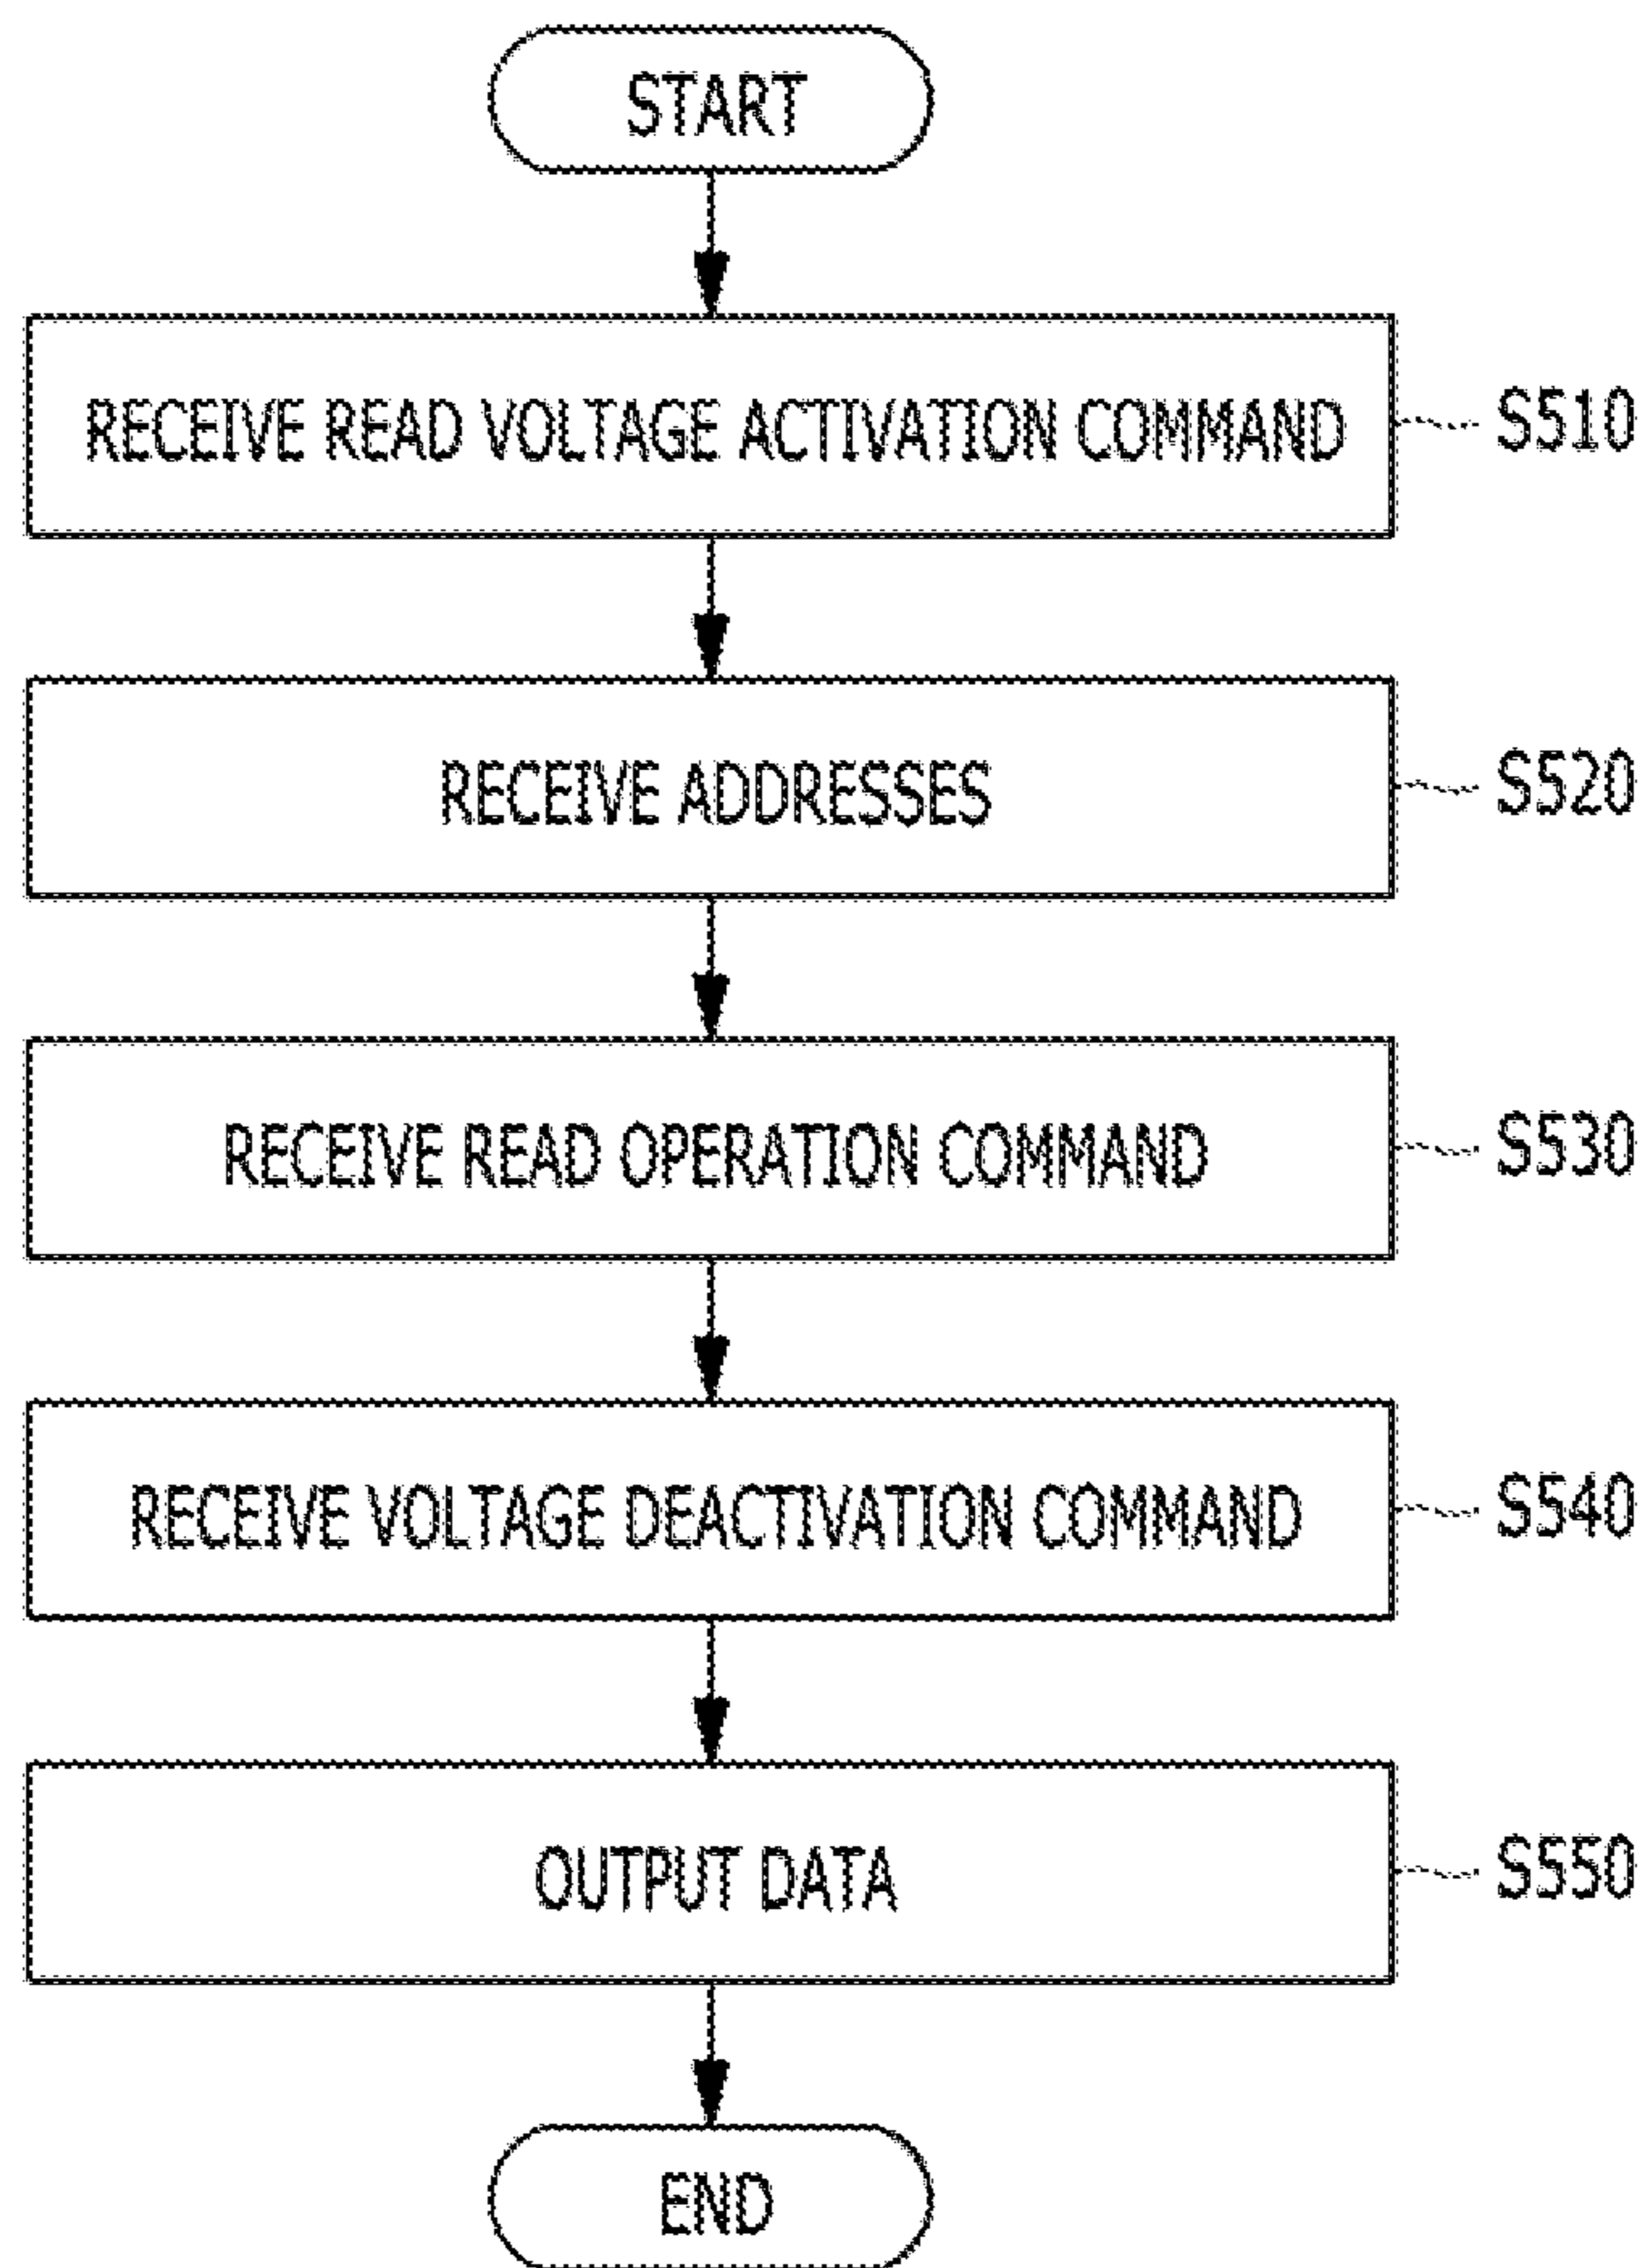 START
RECEIVE READ VOLTAGE ACTIVATION COMMAND S510
RECEIVE ADDRESSES S520
RECEIVE READ OPERATION COMMAND S530
RECEIVE VOLTAGE DEACTIVATION COMMAND S540
OUTPUT DATA S550
END